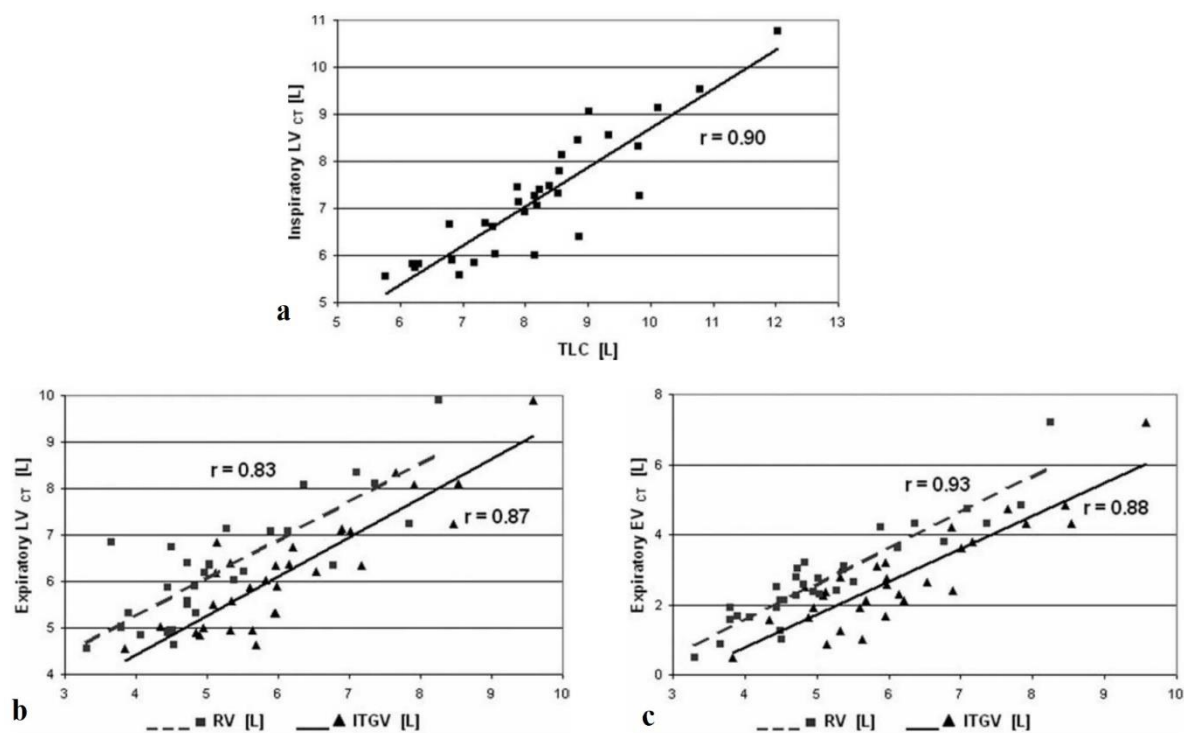 11
10
9
8
7
6
5
Inspiratory LV CT [L]
r = 0.90
5 6 7 8 9 10 11 12 13
TLC [L]
a
10
9
8
7
6
5
4
Expiratory LV CT [L]
r = 0.83
r = 0.87
3 4 5 6 7 8 9 10
RV [L] ITGV [L]
b
8
6
4
2
0
Expiratory EV CT [L]
r = 0.93
r = 0.88
3 4 5 6 7 8 9 10
RV [L] ITGV [L]
c